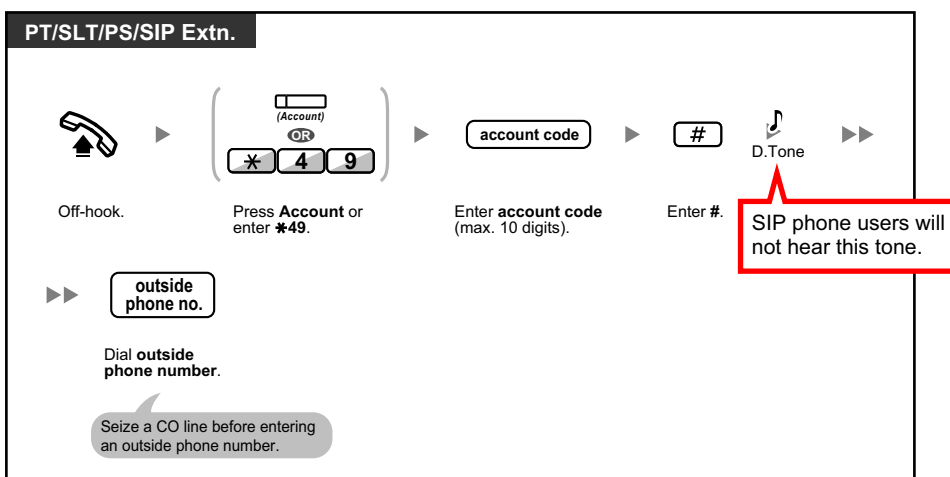 PT/SLT/PS/SIP Extn.
(Account)
OR
✱ 4 9
account code
#
D.Tone
Off-hook.
Press Account or
enter ✱49.
Enter account code
(max. 10 digits).
Enter #.
SIP phone users will
not hear this tone.
outside
phone no.
Dial outside
phone number.
Seize a CO line before entering
an outside phone number.